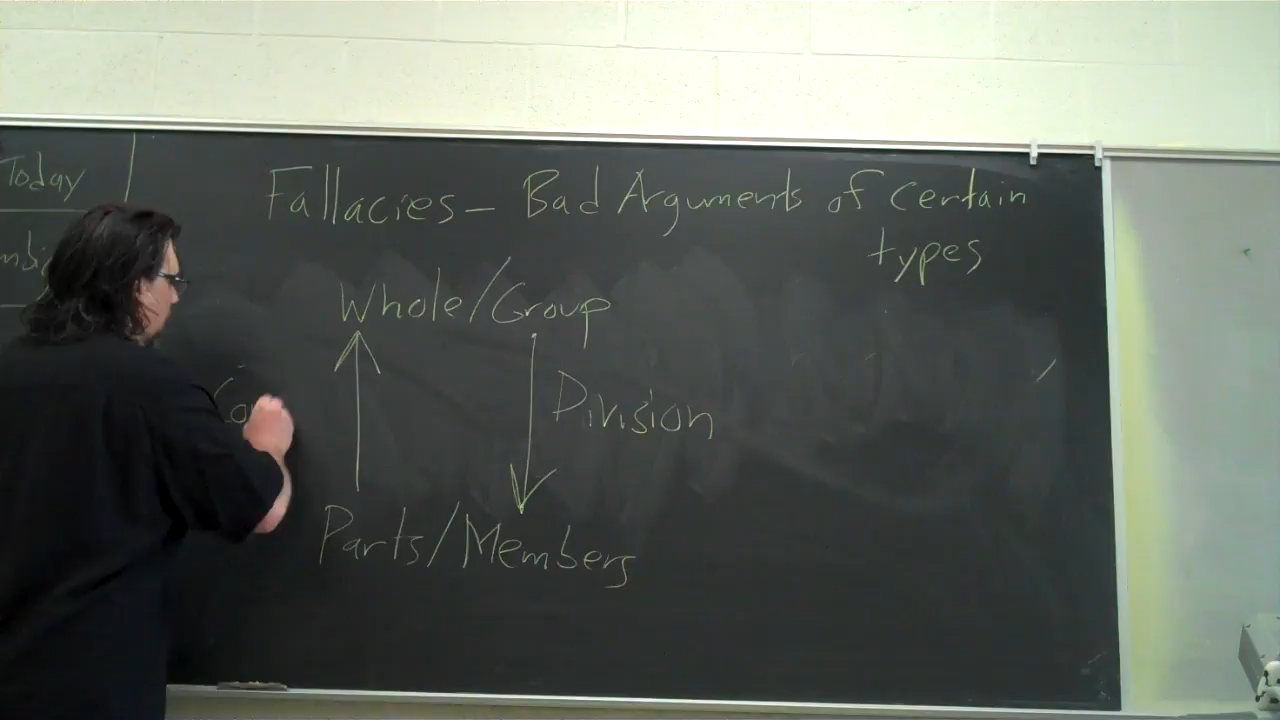 Today
Fallacies - Bad Arguments of certain
types
Whole/Group
Division
Parts/Members